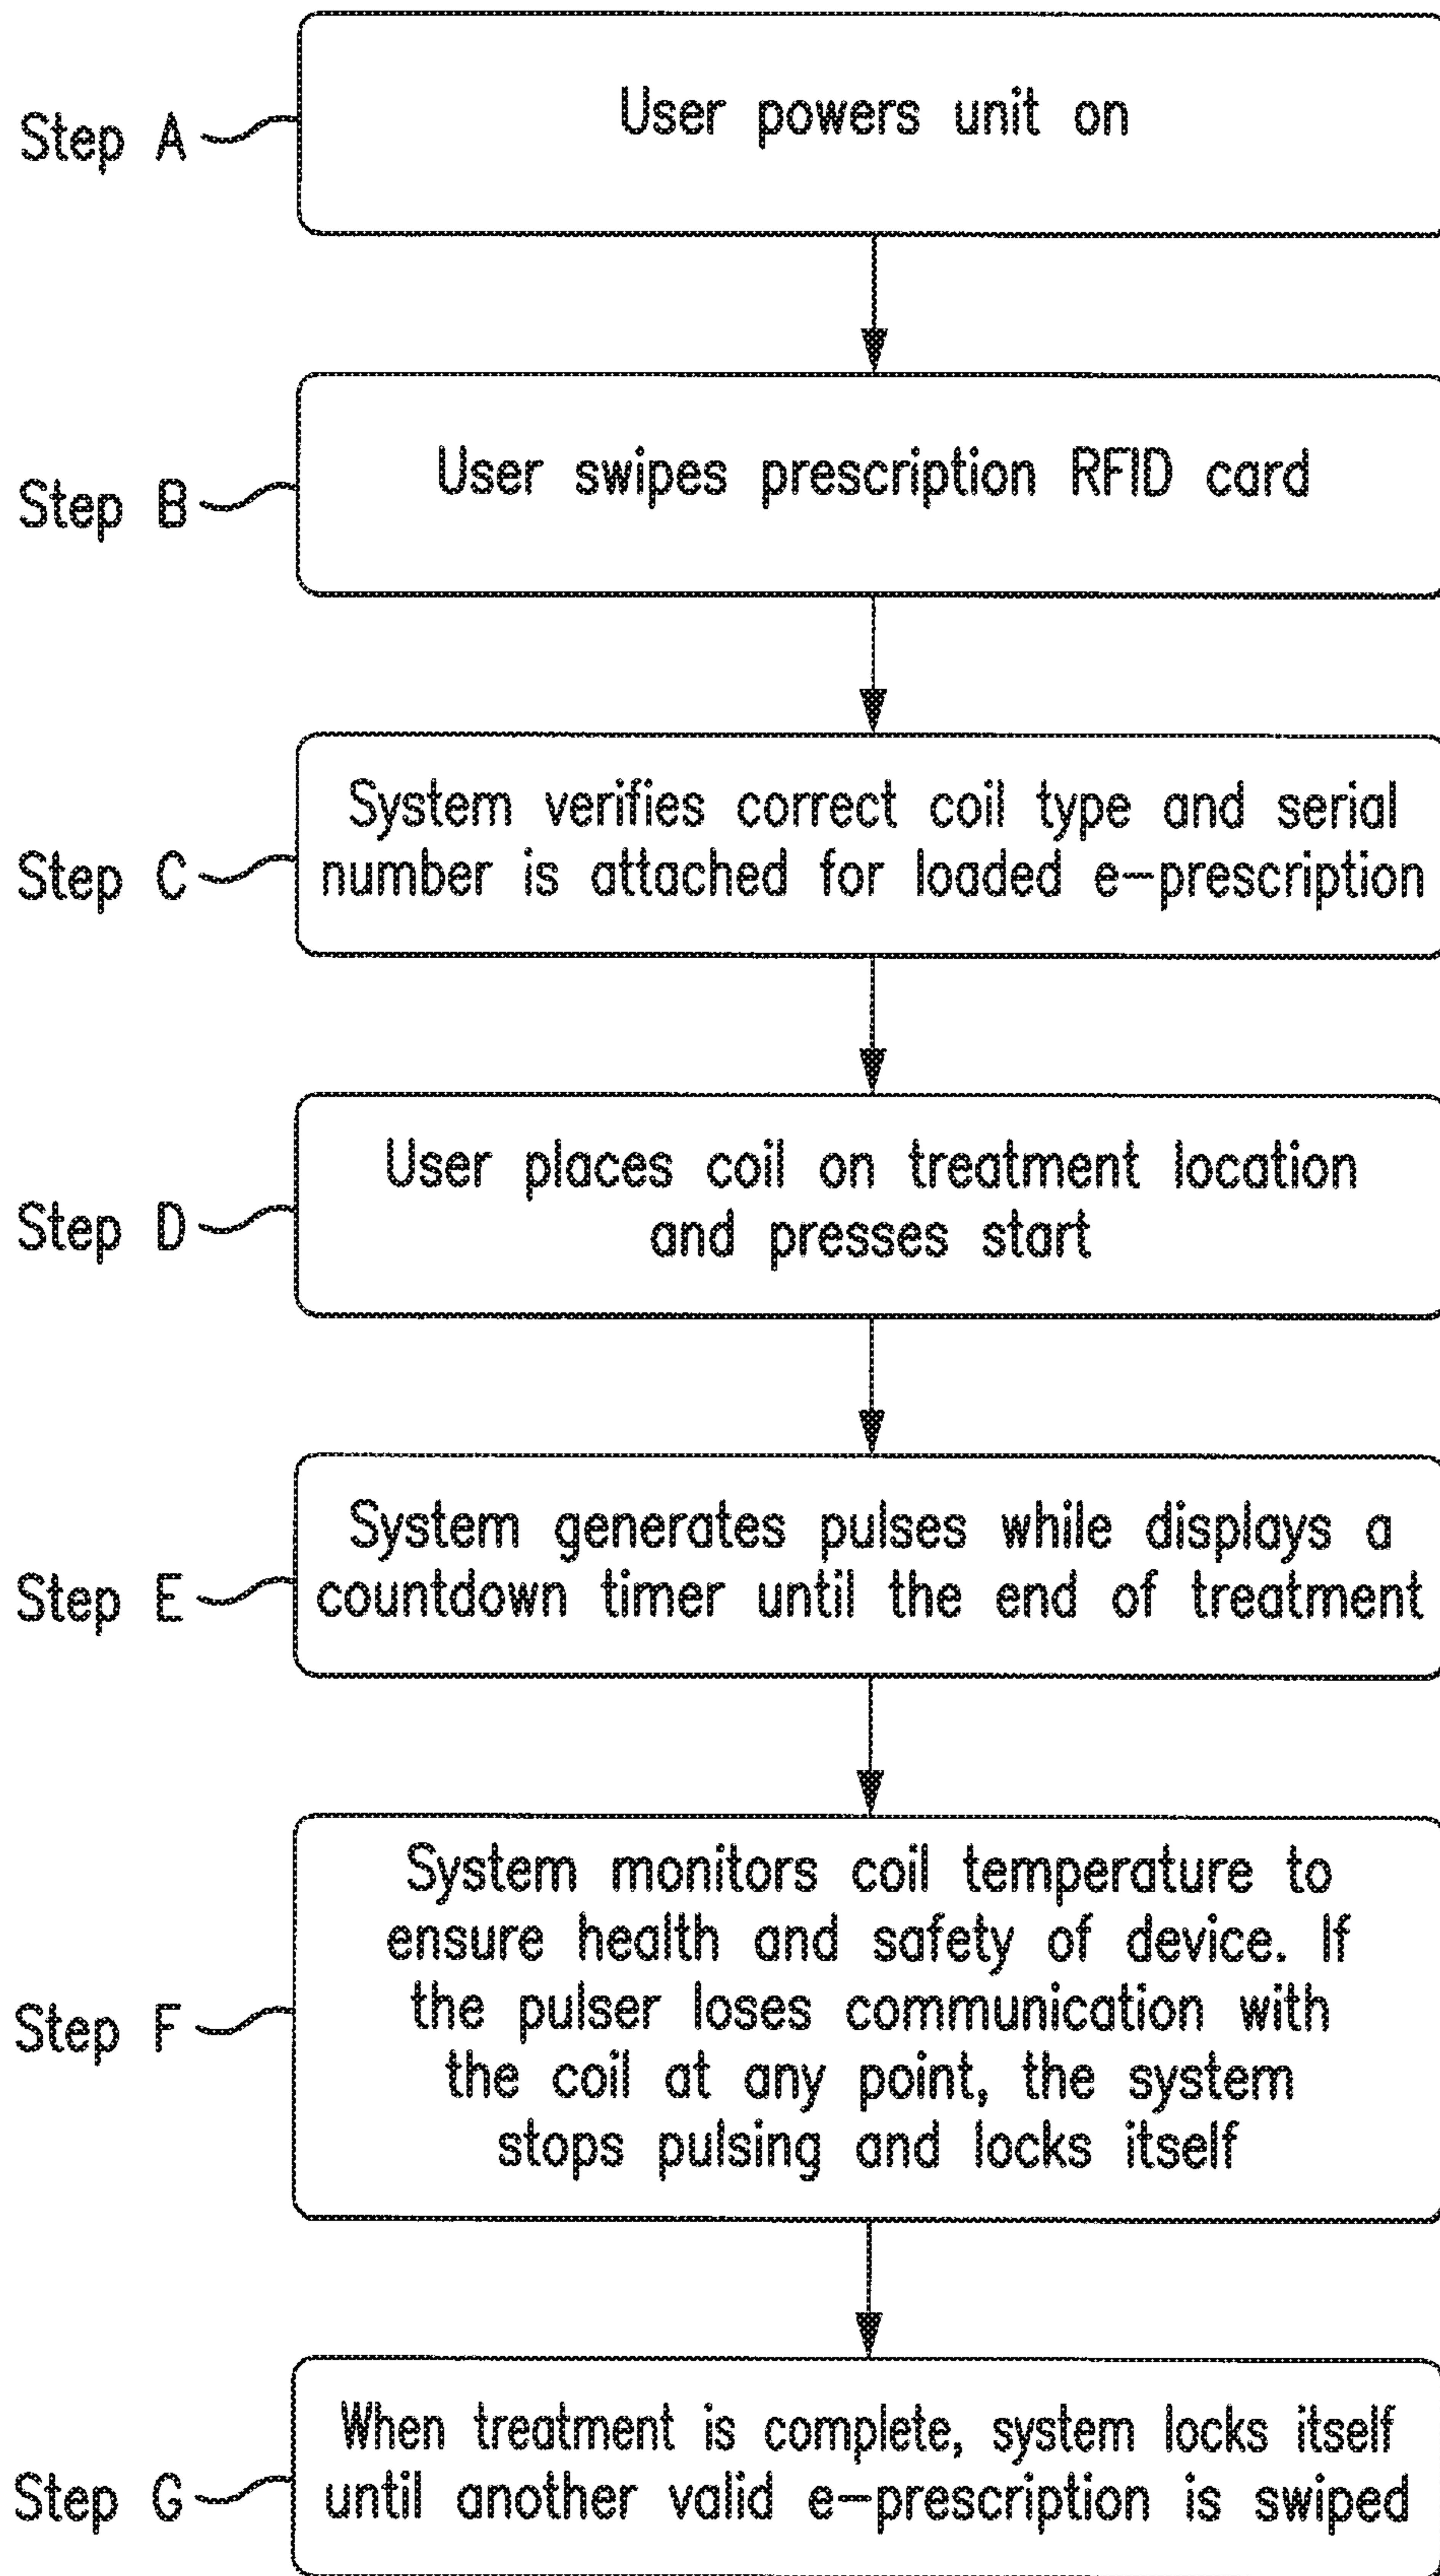 Step A
User powers unit on
Step B
User swipes prescription RFID card
Step C
System verifies correct coil type and serial
number is attached for loaded e-prescription
Step D
User places coil on treatment location
and presses start
Step E
System generates pulses while displays a
countdown timer until the end of treatment
Step F
System monitors coil temperature to
ensure health and safety of device. If
the pulser loses communication with
the coil at any point, the system
stops pulsing and locks itself
Step G
When treatment is complete, system locks itself
until another valid e-prescription is swiped